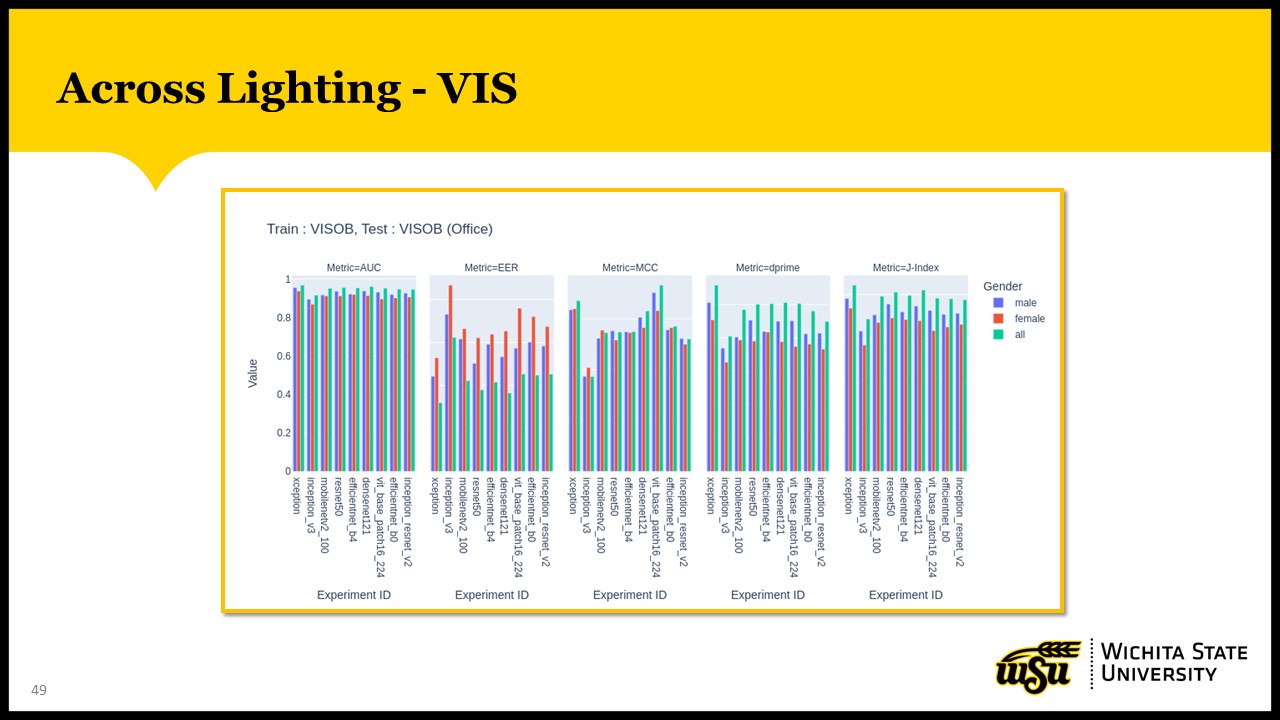 Across Lighting - VIS
Train : VISOB, Test : VISOB (Office)
Metric=AUC Metric=EER Metric=MCC Metric=dprime Metric=J-Index
Gender
male
female
all
Value
1
0.8
0.6
0.4
0.2
0
xception
inception_v3
mobilenetv2_100
resnet50
efficientnet_b4
densenet121
vit_base_patch16_224
efficientnet_b0
inception_resnet_v2
xception
inception_v3
mobilenetv2_100
resnet50
efficientnet_b4
densenet121
vit_base_patch16_224
efficientnet_b0
inception_resnet_v2
xception
inception_v3
mobilenetv2_100
resnet50
efficientnet_b4
densenet121
vit_base_patch16_224
efficientnet_b0
inception_resnet_v2
xception
inception_v3
mobilenetv2_100
resnet50
efficientnet_b4
densenet121
vit_base_patch16_224
efficientnet_b0
inception_resnet_v2
xception
inception_v3
mobilenetv2_100
resnet50
efficientnet_b4
densenet121
vit_base_patch16_224
efficientnet_b0
inception_resnet_v2
Experiment ID Experiment ID Experiment ID Experiment ID Experiment ID
49
wsu
WICHITA STATE
UNIVERSITY